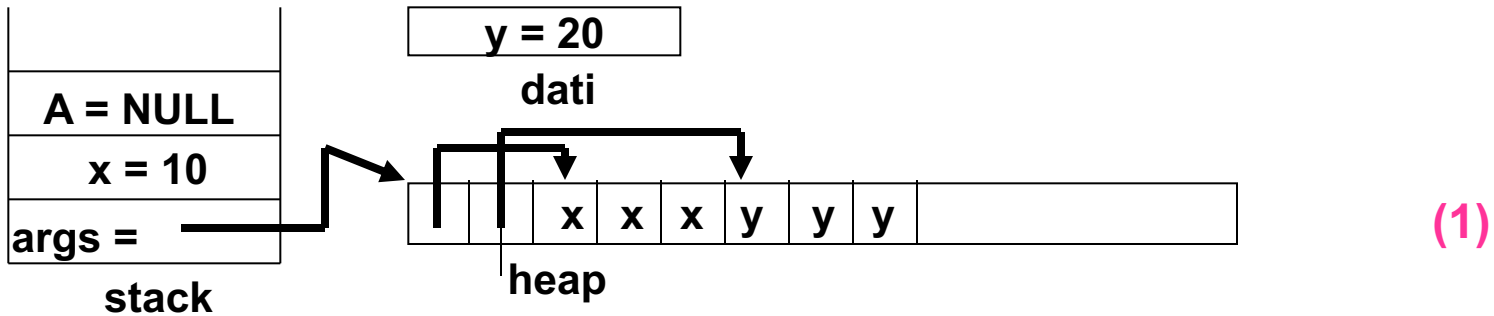 y = 20
dati
A = NULL
x = 10
args =
stack
x x x y y y
heap
(1)